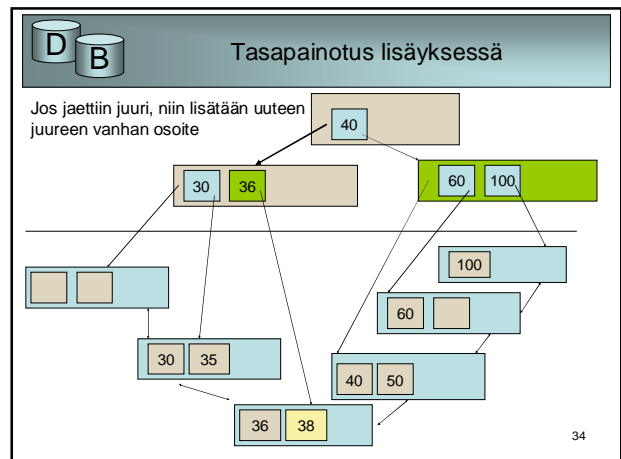 D B
Tasapainotus lisäyksessä
Jos jaettiin juuri, niin lisätään uuteen
juureen vanhan osoite
40
30 36
60 100
100
60
30 35
40 50
36 38
34